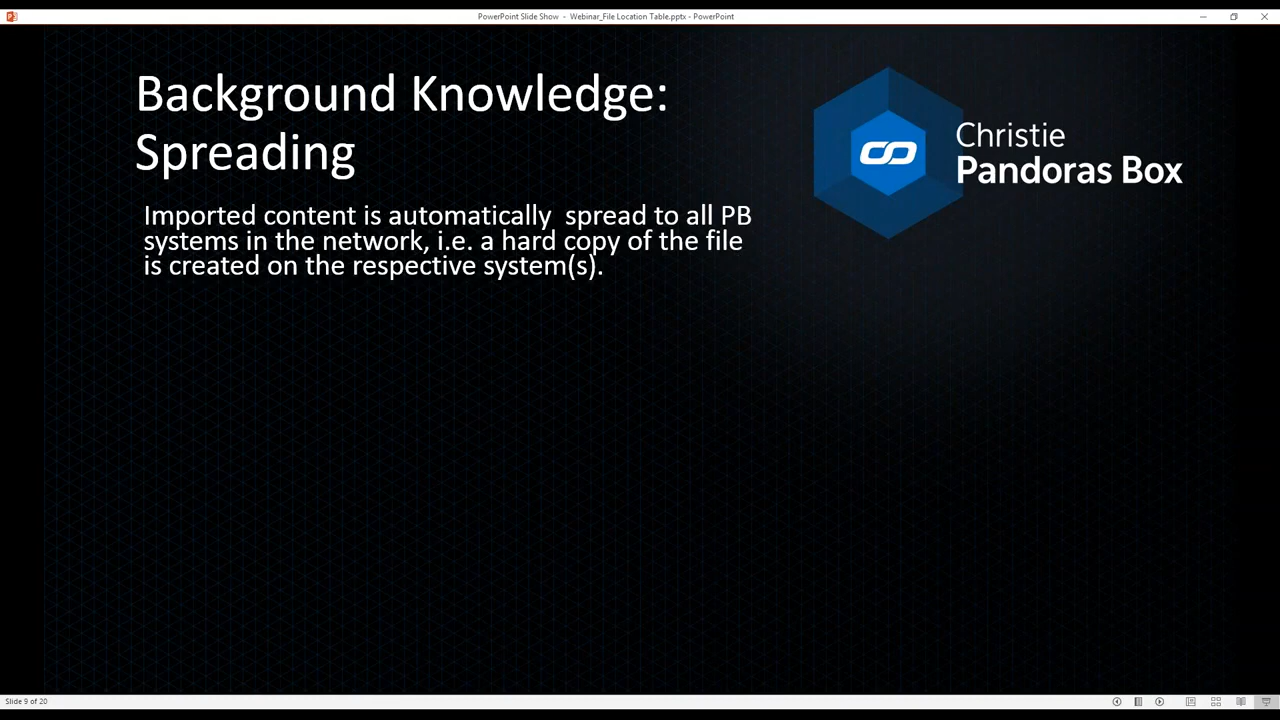 PowerPoint Slide Show - Webinar_File Location Table.pptx - PowerPoint
Background Knowledge:
Spreading
Christie
Pandoras Box
Imported content is automatically  spread to all PB
systems in the network, i.e. a hard copy of the file
is created on the respective system(s).
Slide 9 of 20